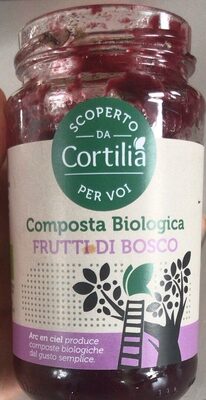 SCOPERTO
DA
Cortilia
PER VOI
Composta Biologica
FRUTTI DI BOSCO
Arc en ciel produce
composte biologiche
dal gusto semplice.